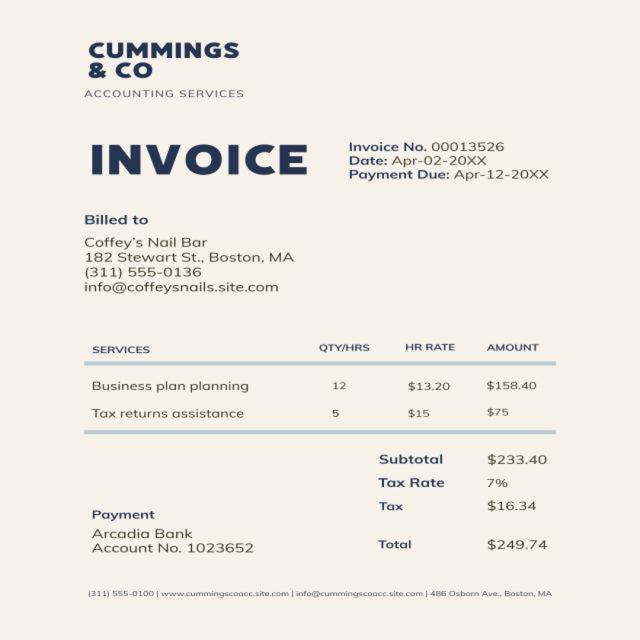 CUMMINGS
& CO
ACCOUNTING SERVICES
INVOICE
Invoice No. 00013526
Date: Apr-02-20XX
Payment Due: Apr-12-20XX
Billed to
Coffey's Nail Bar
182 Stewart St., Boston, MA
(311) 555-0136
info@coffeysnails.site.com
SERVICES QTY/HRS HR RATE AMOUNT
Business plan planning 12 $13.20 $158.40
Tax returns assistance 5 $15 $75
Subtotal $233.40
Tax Rate 7%
Tax $16.34
Total $249.74
Payment
Arcadia Bank
Account No. 1023652
(311) 555-0100 | www.cummingscoacc.site.com | info@cummingscoacc.site.com | 486 Osborn Ave., Boston, MA